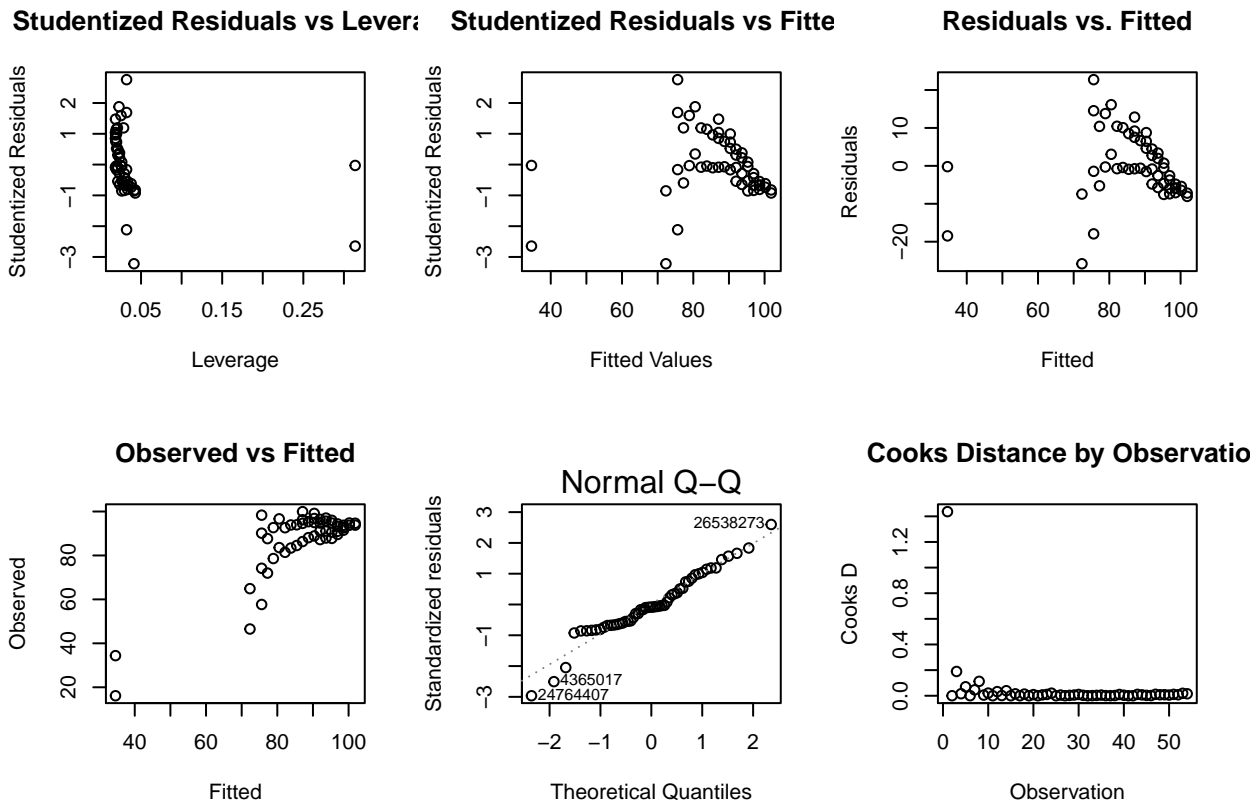 Studentized Residuals vs Levera
Studentized Residuals
2
1
−1
−3
0.05
0.15
0.25
Leverage
Studentized Residuals vs Fitte
Studentized Residuals
2
1
−1
−3
40
60
80
100
Fitted Values
Residuals vs. Fitted
Residuals
10
0
−20
40
60
80
100
Fitted
Observed vs Fitted
Observed
80
60
40
20
40
60
80
100
Fitted
Normal Q−Q
Standardized residuals
3
2
1
−1
−3
26538273
4365017
24764407
−2
−1
0
1
2
Theoretical Quantiles
Cooks Distance by Observatio
Cooks D
1.2
0.8
0.4
0.0
0
10
20
30
40
50
Observation